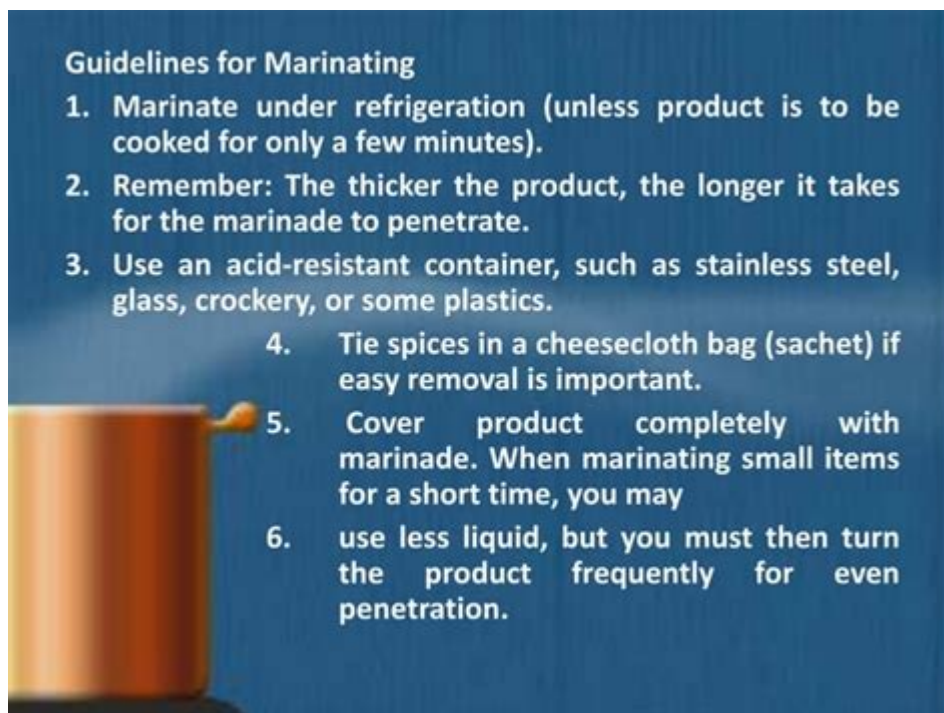 Guidelines for Marinating
1. Marinate under refrigeration (unless product is to be
cooked for only a few minutes).
2. Remember: The thicker the product, the longer it takes
for the marinade to penetrate.
3. Use an acid-resistant container, such as stainless steel,
glass, crockery, or some plastics.
4. Tie spices in a cheesecloth bag (sachet) if
easy removal is important.
5. Cover product completely with
marinade. When marinating small items
for a short time, you may
6. use less liquid, but you must then turn
the product frequently for even
penetration.